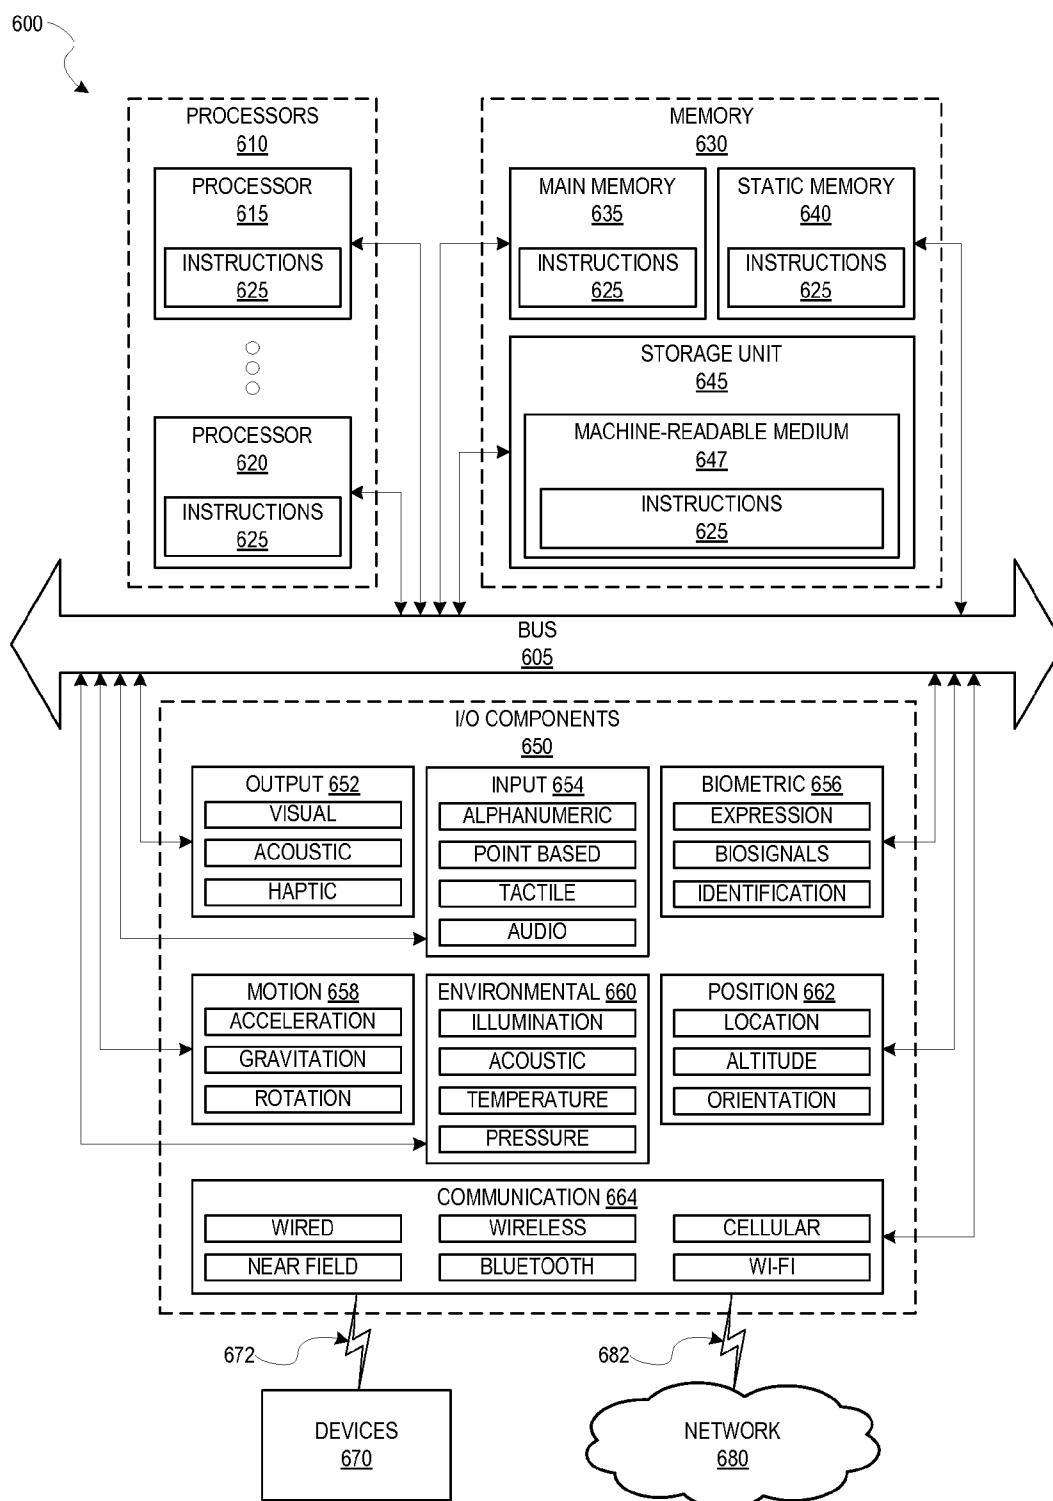 600
PROCESSORS
610
PROCESSOR
615
INSTRUCTIONS
625
PROCESSOR
620
INSTRUCTIONS
625
MEMORY
630
MAIN MEMORY
635
INSTRUCTIONS
625
STATIC MEMORY
640
INSTRUCTIONS
625
STORAGE UNIT
645
MACHINE-READABLE MEDIUM
647
INSTRUCTIONS
625
BUS
605
I/O COMPONENTS
650
OUTPUT 652
VISUAL
ACOUSTIC
HAPTIC
INPUT 654
ALPHANUMERIC
POINT BASED
TACTILE
AUDIO
BIOMETRIC 656
EXPRESSION
BIOSIGNALS
IDENTIFICATION
MOTION 658
ACCELERATION
GRAVITATION
ROTATION
ENVIRONMENTAL 660
ILLUMINATION
ACOUSTIC
TEMPERATURE
PRESSURE
POSITION 662
LOCATION
ALTITUDE
ORIENTATION
COMMUNICATION 664
WIRED
WIRELESS
CELLULAR
NEAR FIELD
BLUETOOTH
WI-FI
672
682
DEVICES
670
NETWORK
680